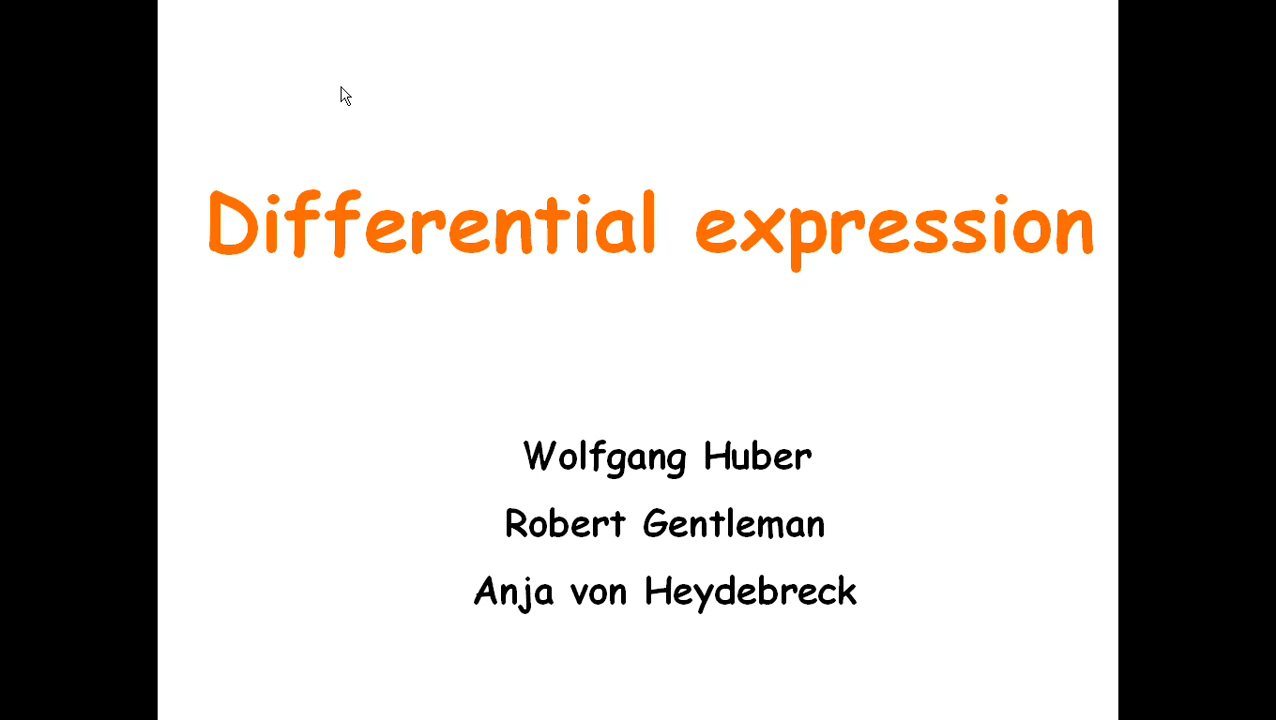 Differential expression
Wolfgang Huber
Robert Gentleman
Anja von Heydebreck